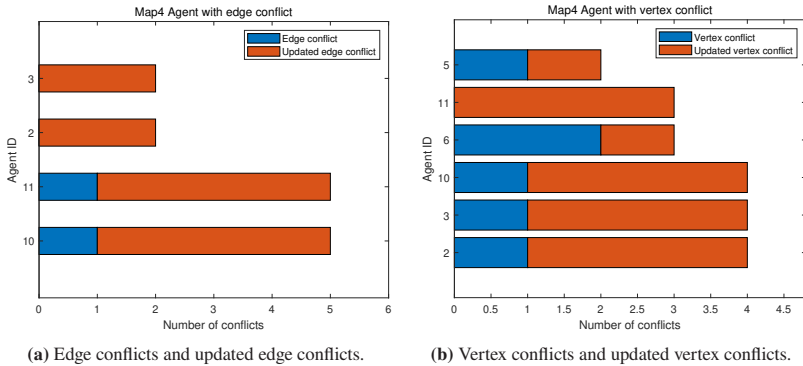 Map4 Agent with edge conflict
Edge conflict
Updated edge conflict
3
2
11
10
Agent ID
0 1 2 3 4 5 6
Number of conflicts
(a) Edge conflicts and updated edge conflicts.
Map4 Agent with vertex conflict
Vertex conflict
Updated vertex conflict
5
11
6
10
3
2
Agent ID
0 0.5 1 1.5 2 2.5 3 3.5 4 4.5
Number of conflicts
(b) Vertex conflicts and updated vertex conflicts.